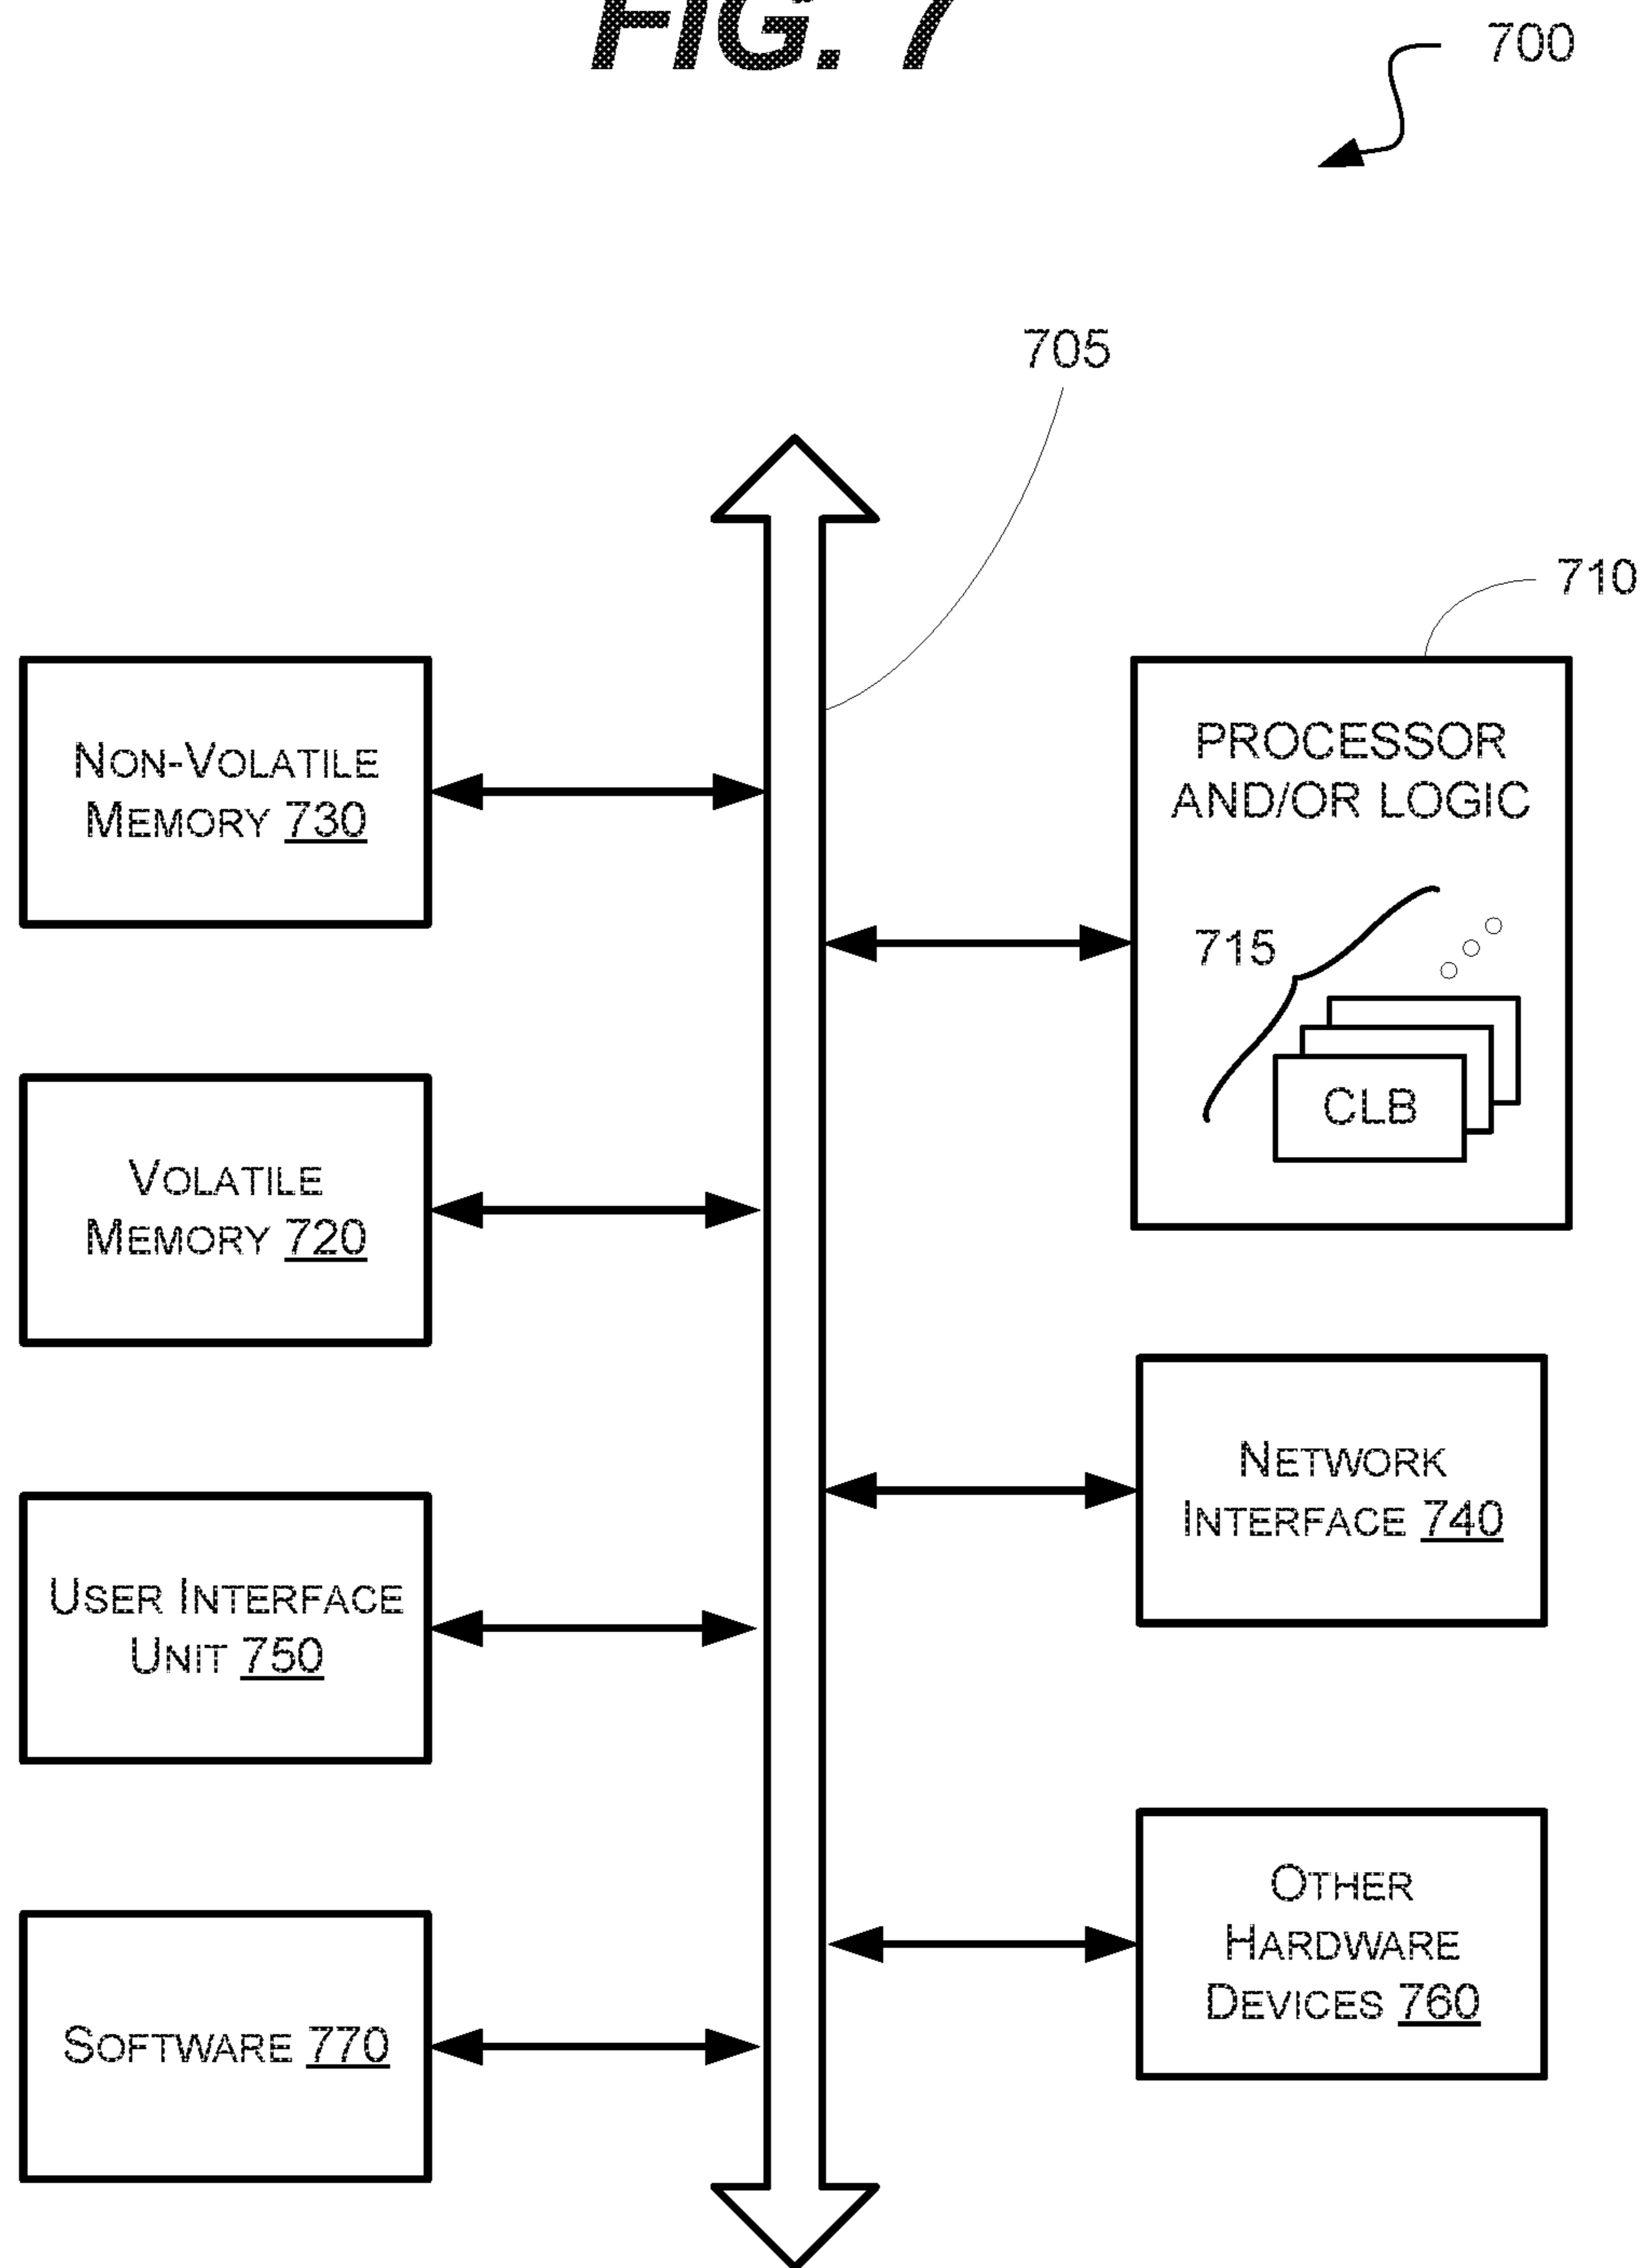 FIG. 7
700
705
710
NON-VOLATILE
MEMORY 730
PROCESSOR
AND/OR LOGIC
715
CLB
VOLATILE
MEMORY 720
NETWORK
INTERFACE 740
USER INTERFACE
UNIT 750
OTHER
HARDWARE
DEVICES 760
SOFTWARE 770